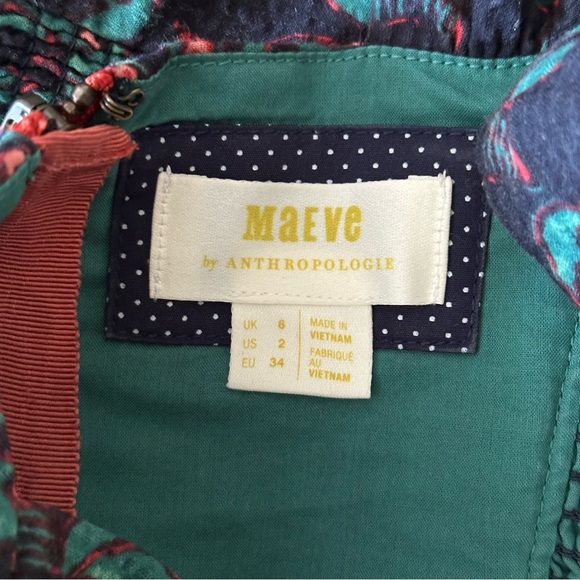 Maeve
by ANTHROPOLOGIE
UK 6
US 2
EU 34
MADE IN
VIETNAM
FABRIQUÉ
AU
VIETNAM